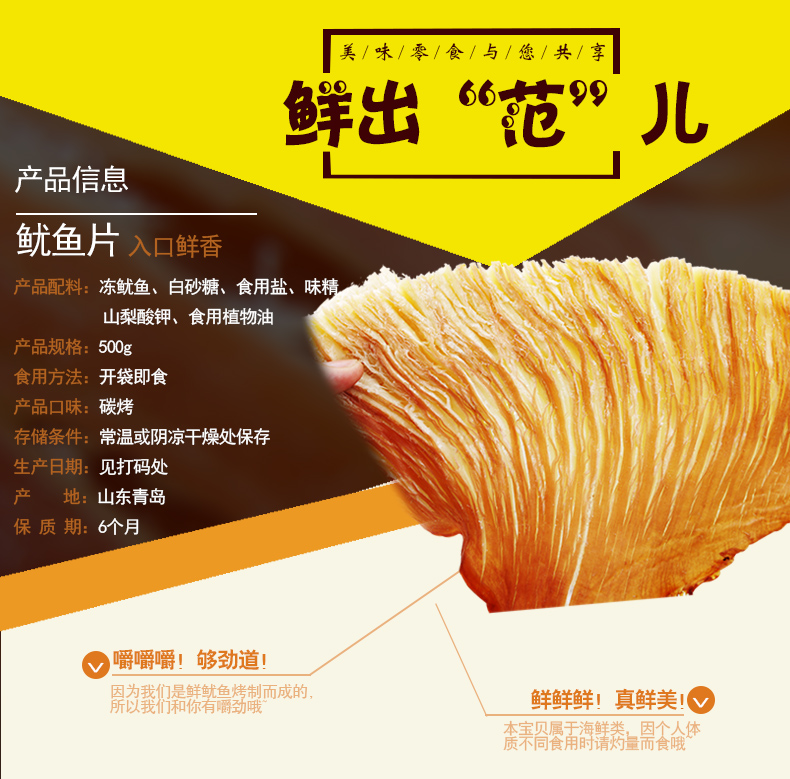 美/味/零/食/与/您/共/享
鲜出“范”儿
产品信息
鱿鱼片 入口鲜香
产品配料：冻鱿鱼、白砂糖、食用盐、味精
山梨酸钾、食用植物油
产品规格：500g
食用方法：开袋即食
产品口味：碳烤
存储条件：常温或阴凉干燥处保存
生产日期：见打码处
产 地：山东青岛
保 质 期：6个月
嚼嚼嚼！够劲道！
因为我们是鲜鱿鱼烤制而成的，
所以我们和你有嚼劲哦~
鲜鲜鲜！真鲜美！
本宝贝属于海鲜类，因个人体
质不同食用时请灼量而食哦~